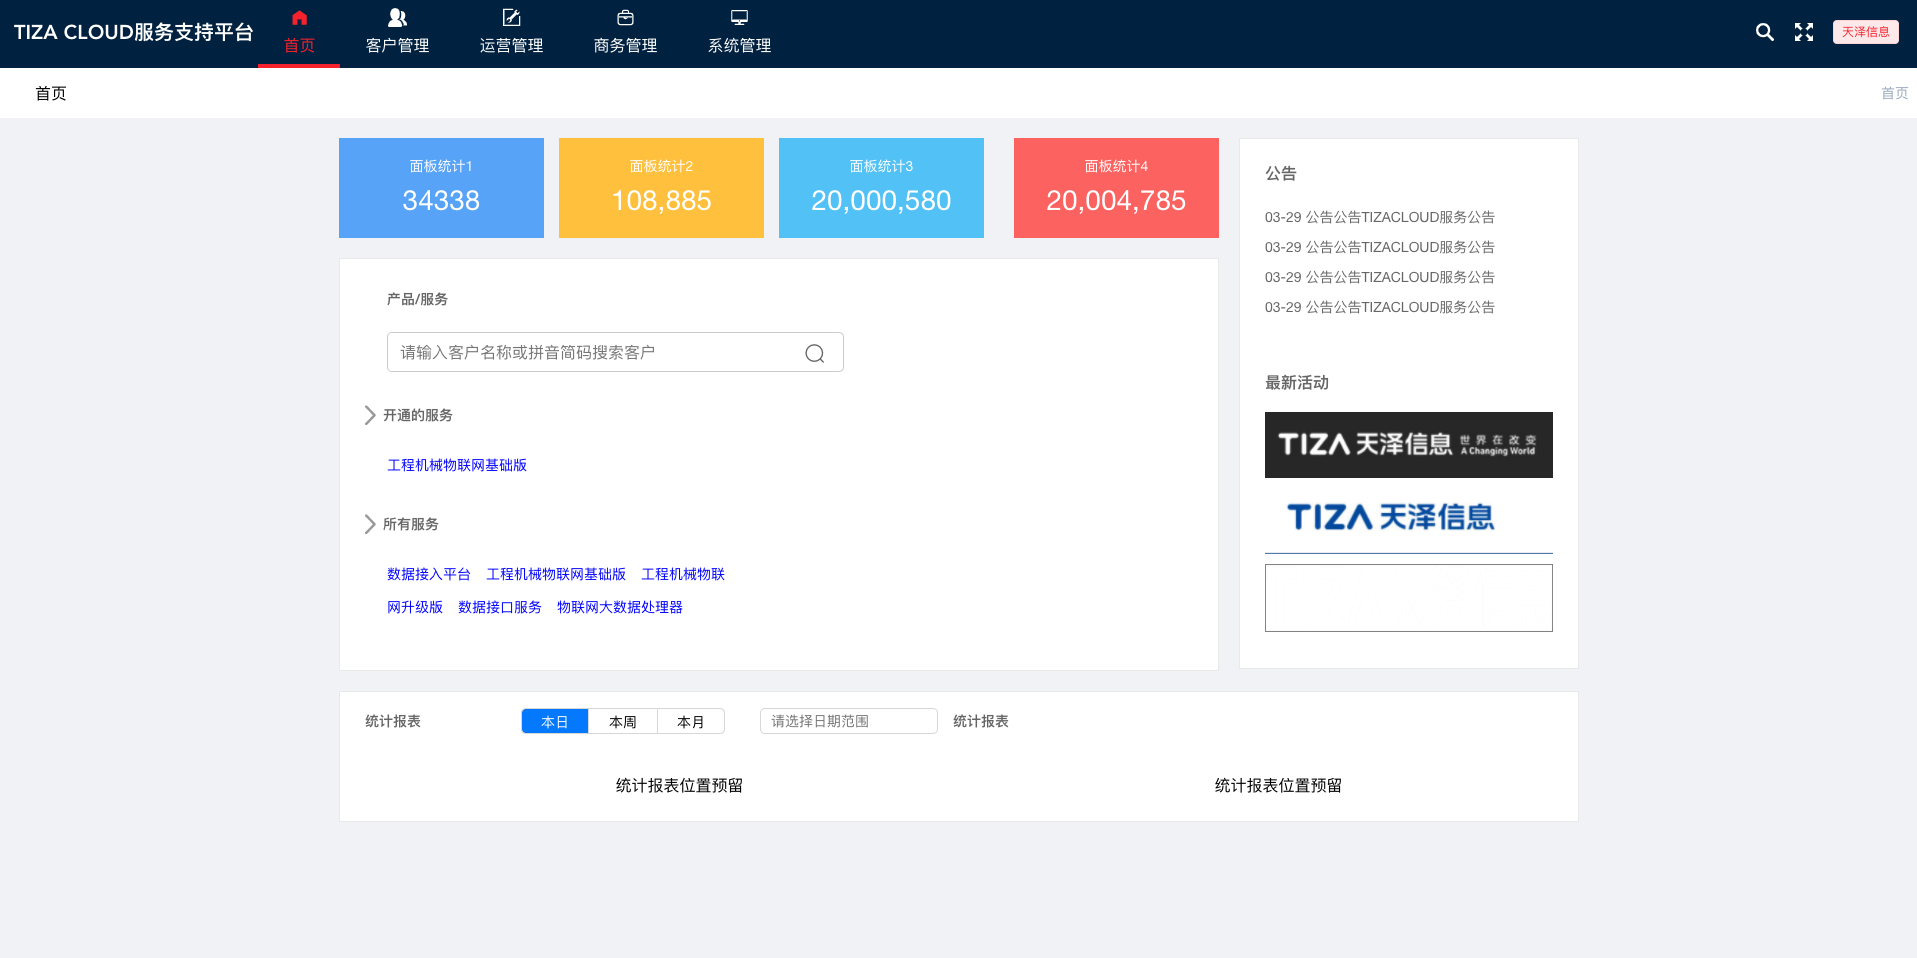 TIZA CLOUD服务支持平台
首页
客户管理
运营管理
商务管理
系统管理
天泽信息
首页
首页
面板统计1
34338
面板统计2
108,885
面板统计3
20,000,580
面板统计4
20,004,785
产品/服务
请输入客户名称或拼音简码搜索客户
开通的服务
工程机械物联网基础版
所有服务
数据接入平台 工程机械物联网基础版 工程机械物联
网升级版 数据接口服务 物联网大数据处理器
公告
03-29 公告公告TIZACLOUD服务公告
03-29 公告公告TIZACLOUD服务公告
03-29 公告公告TIZACLOUD服务公告
03-29 公告公告TIZACLOUD服务公告
最新活动
TIZA 天泽信息 世界在改变
A Changing World
TIZA 天泽信息
统计报表
本日
本周
本月
请选择日期范围
统计报表
统计报表位置预留
统计报表位置预留